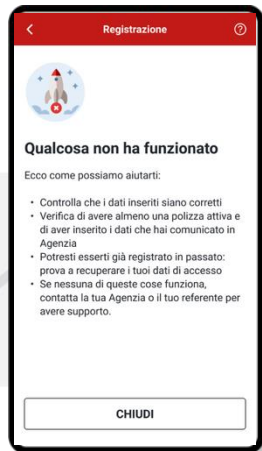 Registrazione
Qualcosa non ha funzionato
Ecco come possiamo aiutarti:
• Controlla che i dati inseriti siano corretti
• Verifica di avere almeno una polizza attiva e
di aver inserito i dati che hai comunicato in
Agenzia
• Potresti esserti già registrato in passato:
prova a recuperare i tuoi dati di accesso
• Se nessuna di queste cose funziona,
contatta la tua Agenzia o il tuo referente per
avere supporto.
CHIUDI